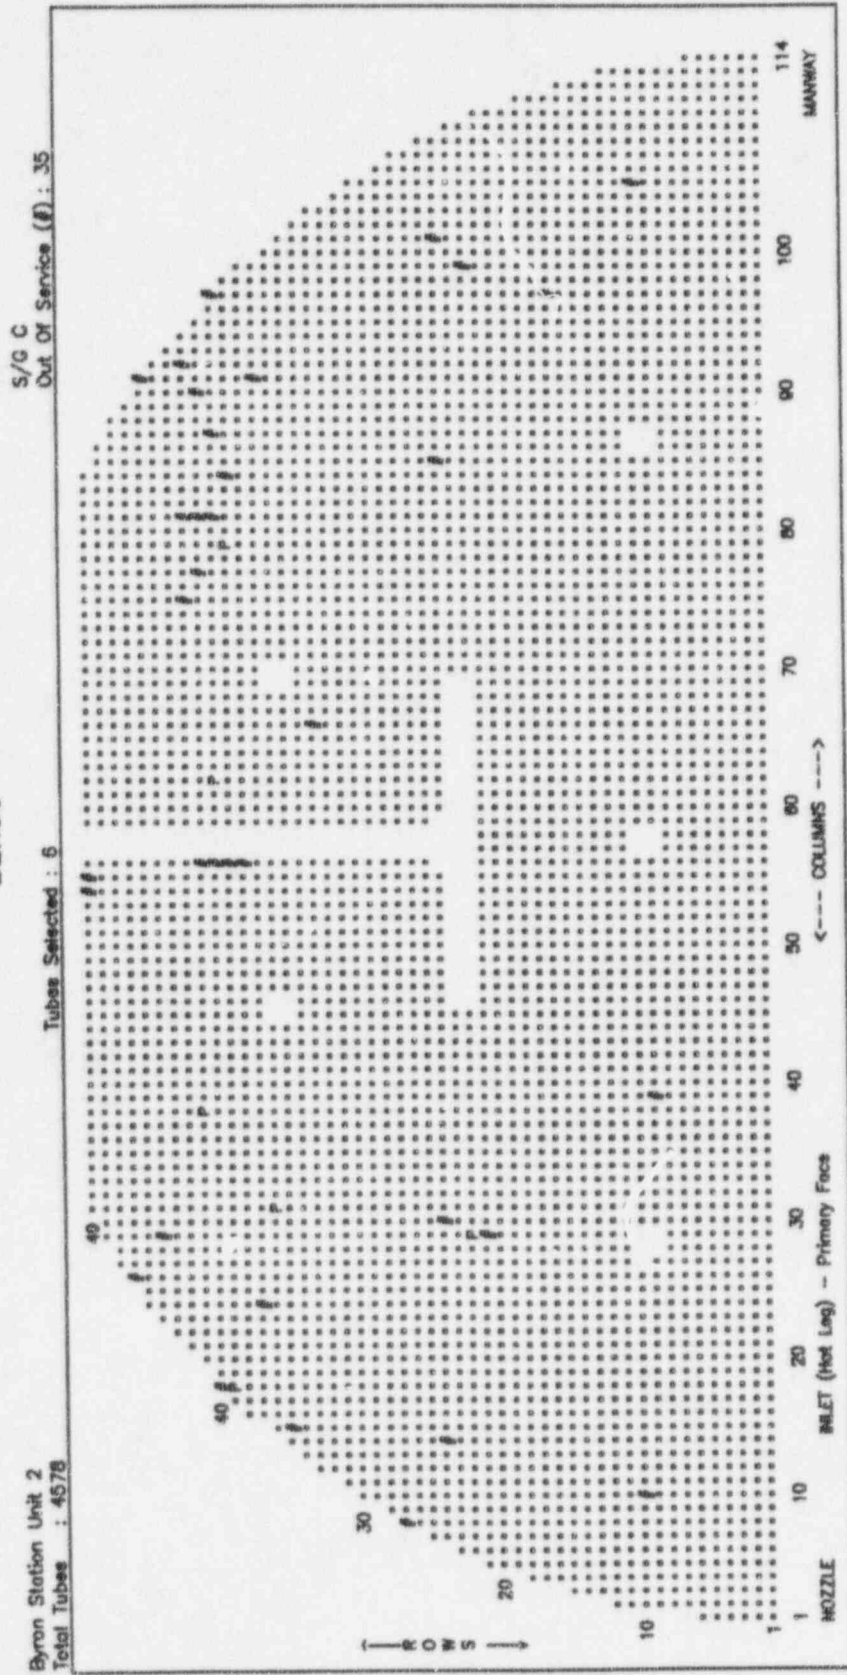 S/G C
Byron Station Unit 2
Out Of Service (#) : 35
Total Tubes : 4578
Tubes Selected : 6
P
P
P
P
P
P
40
40
30
20
10
1
<--- ROWS --->
1 10 20 30 40 50 60 70 80 90 100 114
NOZZLE
INLET (Hot Leg) - Primary Face
<--- COLUMNS --->
MANWAY